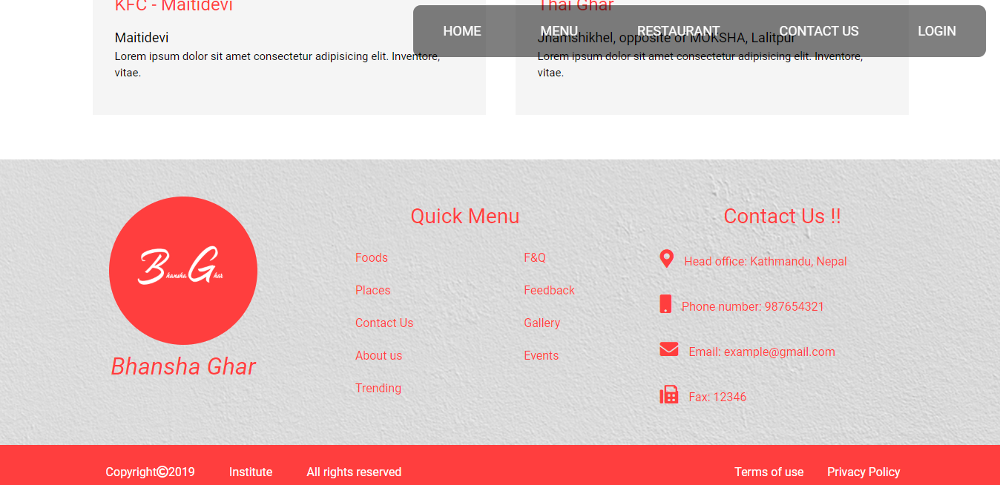 KFC - Maitidevi
Thai Ghar
HOME MENU RESTAURANT CONTACT US LOGIN
Maitidevi
Lorem ipsum dolor sit amet consectetur adipisicing elit. Inventore,
vitae.
Jhamshikhel, opposite of MOKSHA, Lalitpur
Lorem ipsum dolor sit amet consectetur adipisicing elit. Inventore,
vitae.
Bhansha Ghar
Bhansha Ghar
Quick Menu
Foods
Places
Contact Us
About us
Trending
F&Q
Feedback
Gallery
Events
Contact Us !!
Head office: Kathmandu, Nepal
Phone number: 987654321
Email: example@gmail.com
Fax: 12346
Copyright©2019 Institute All rights reserved Terms of use Privacy Policy